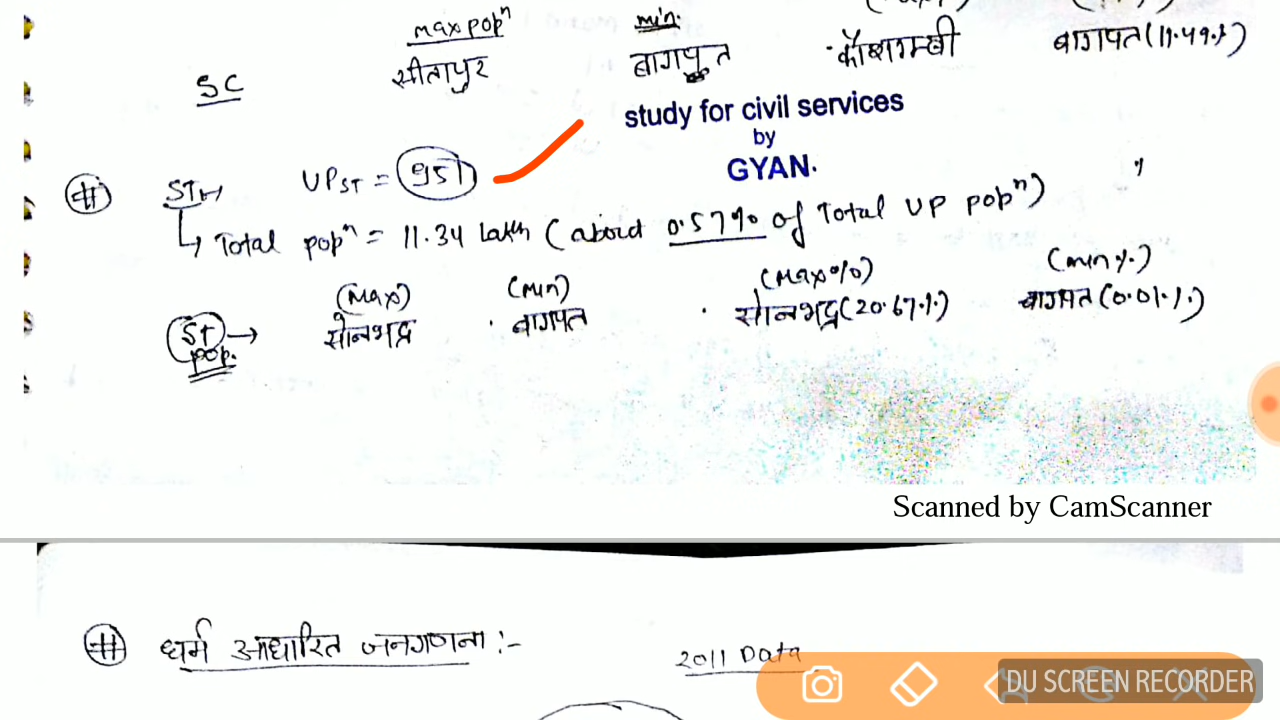 max popⁿ min:
SC सीतापुर बागपत कौशाम्बी बागपत (11.49%)
study for civil services
by
GYAN.
# ST UP ST = 951
Total popⁿ = 11.34 lakh (about 0.57% of Total UP popⁿ)
(Max) (Min) (Max%) (min%)
ST pop. → सोनभद्र बागपत सोनभद्र (20.67%) बागपत (0.01%)
Scanned by CamScanner
# धर्म आधारित जनगणना :-
2011 Data
DU SCREEN RECORDER